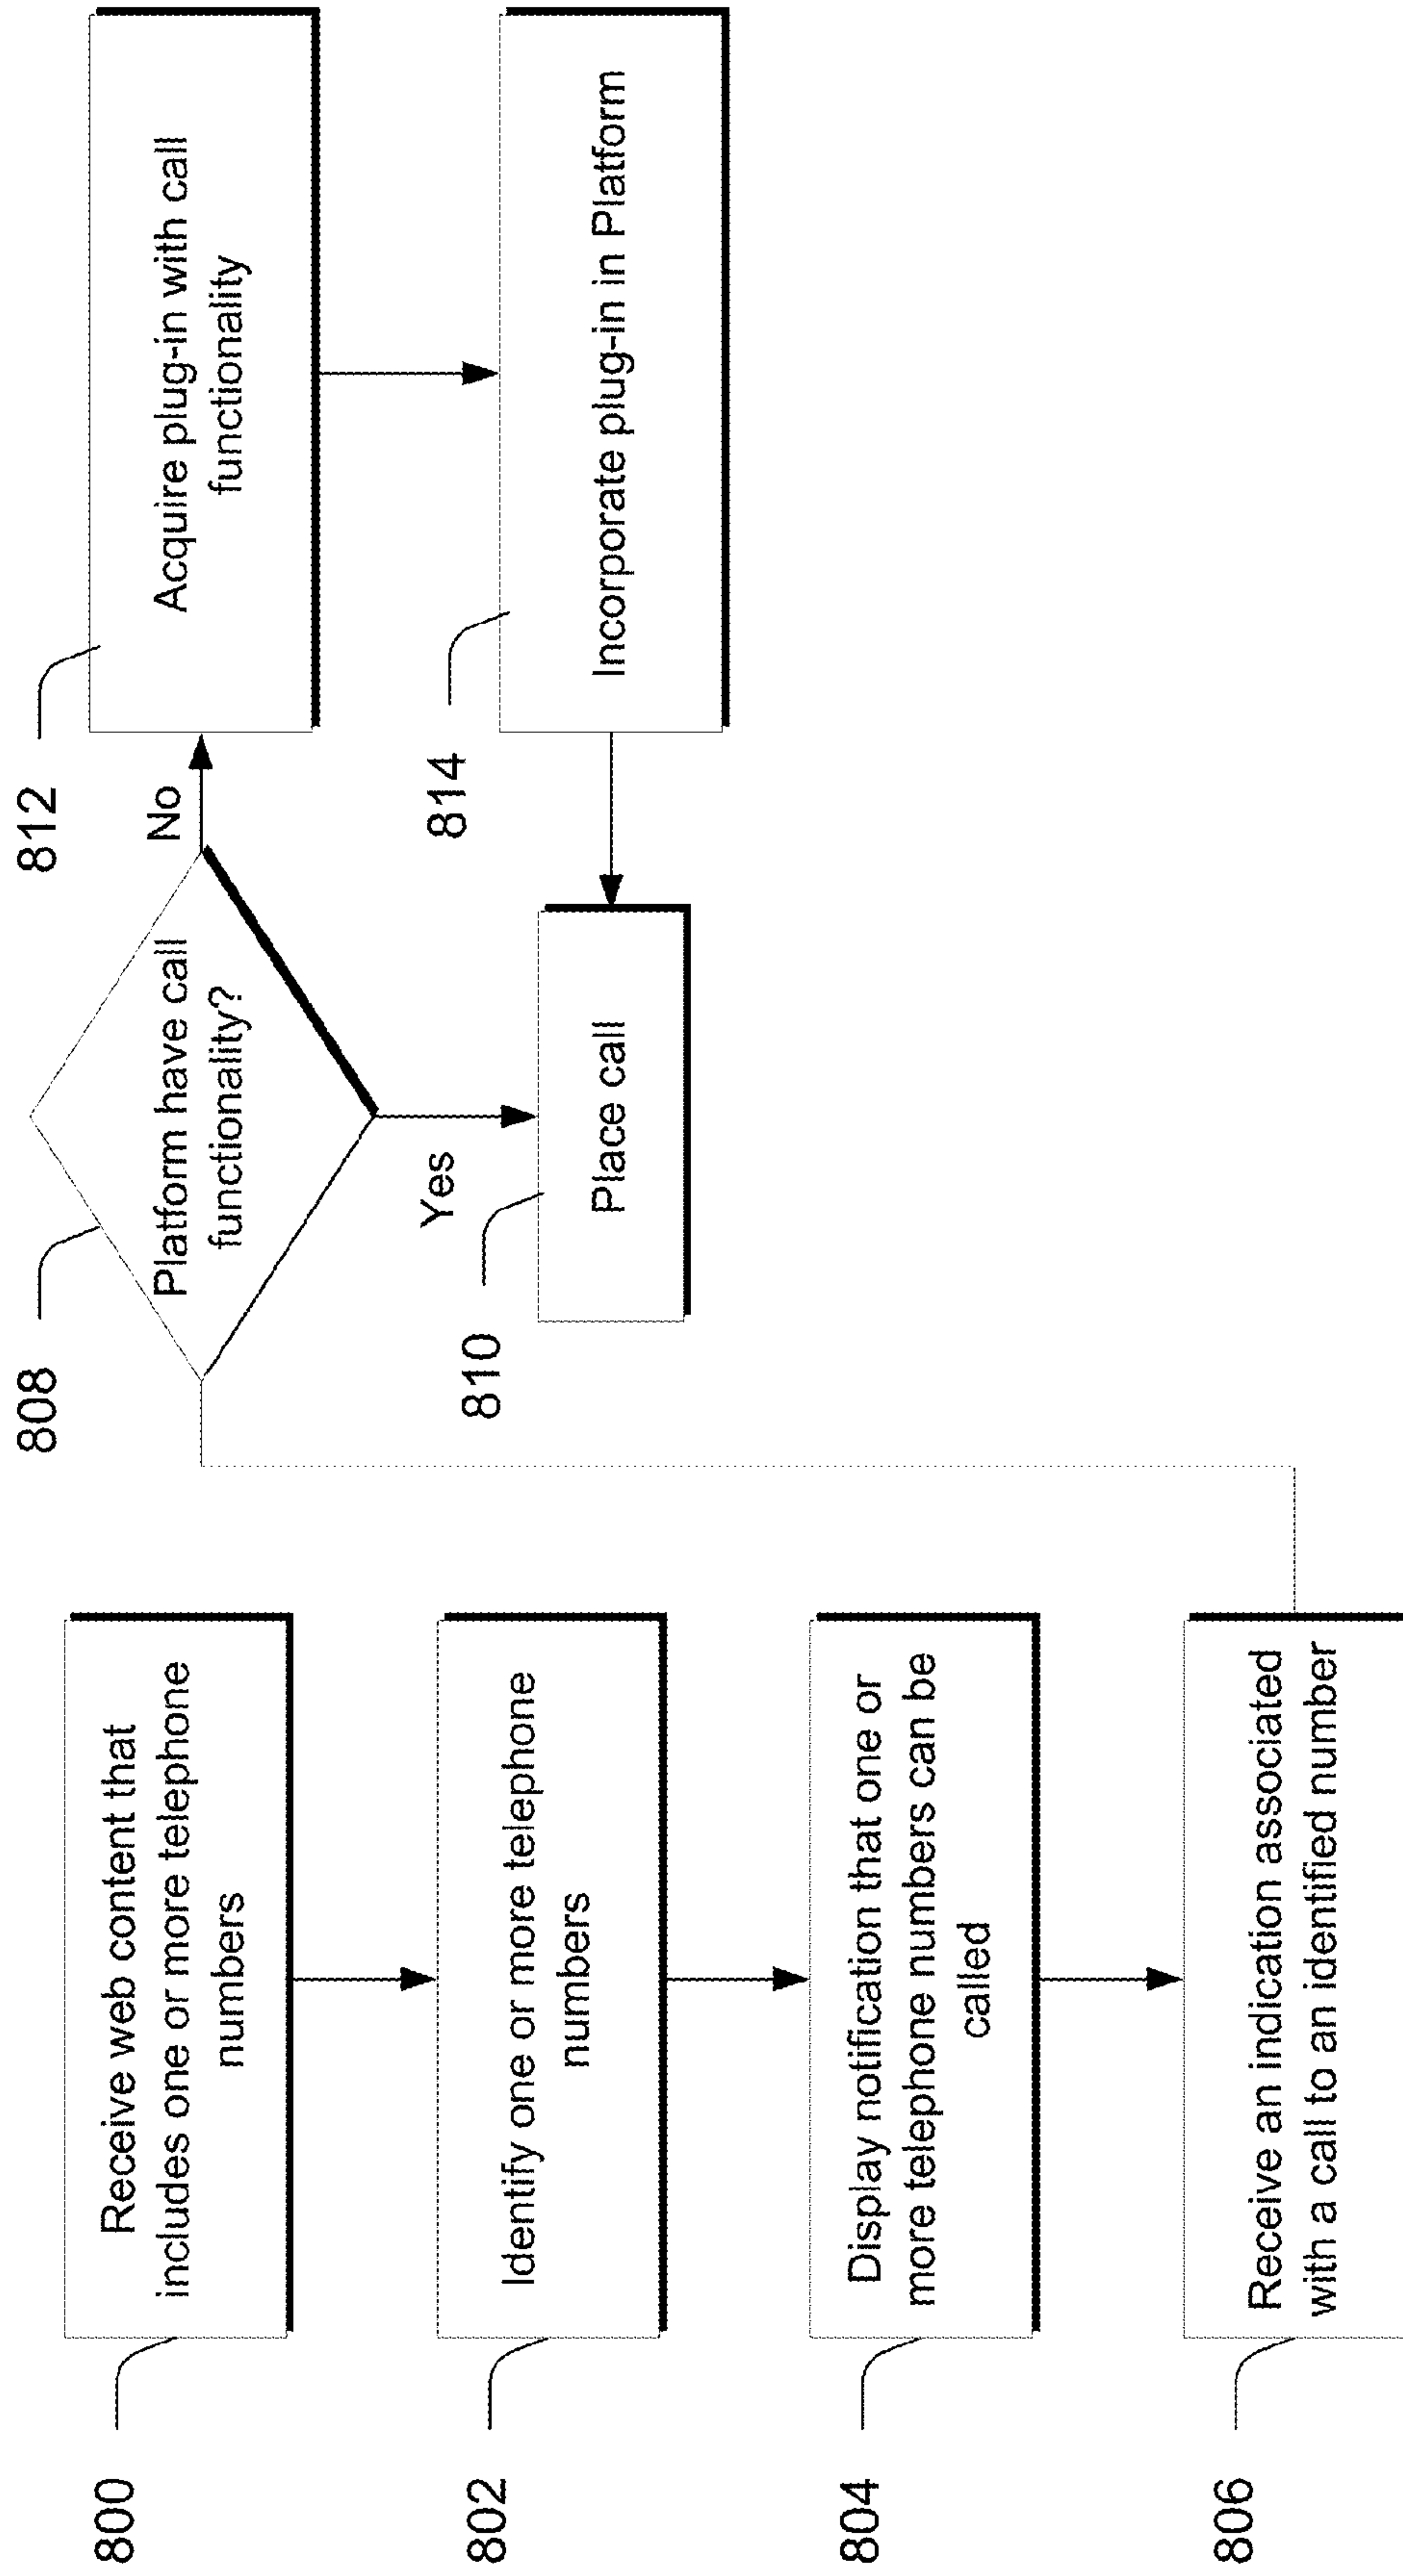 800
Receive web content that
includes one or more telephone
numbers
802
Identify one or more telephone
numbers
804
Display notification that one or
more telephone numbers can be
called
806
Receive an indication associated
with a call to an identified number
808
Platform have call
functionality?
No
Yes
810
Place call
812
Acquire plug-in with call
functionality
814
Incorporate plug-in in Platform